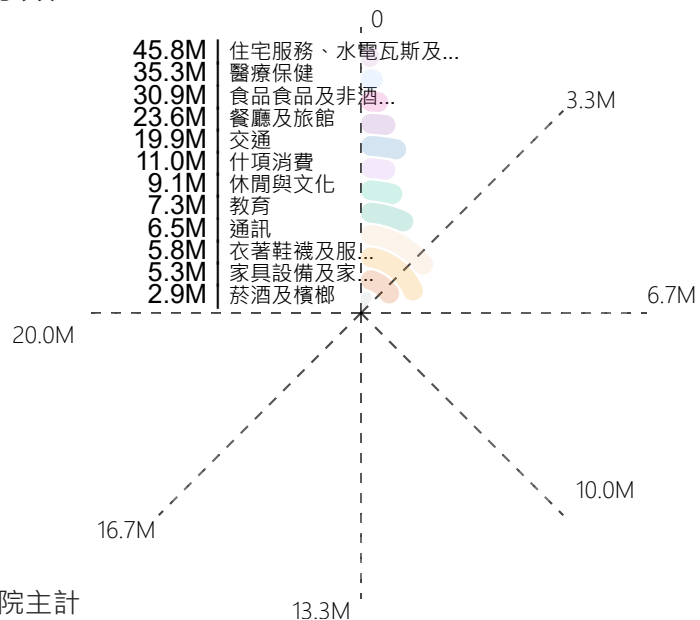 0
45.8M 住宅服務、水電瓦斯及...
35.3M 醫療保健
30.9M 食品食品及非酒...
23.6M 餐廳及旅館
19.9M 交通
11.0M 什項消費
9.1M 休閒與文化
7.3M 教育
6.5M 通訊
5.8M 衣著鞋襪及服...
5.3M 家具設備及家...
2.9M 菸酒及檳榔
3.3M
6.7M
20.0M
10.0M
16.7M
13.3M
院主計